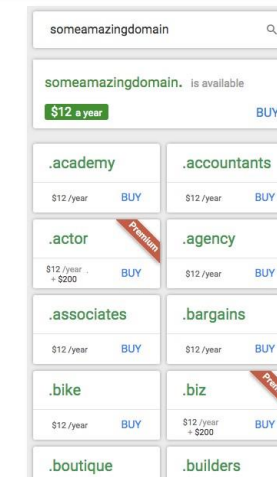 someamazingdomain
someamazingdomain. is available
$12 a year BUY
.academy .accountants
$12 /year BUY $12 /year BUY
Premium
.actor .agency
$12 /year BUY $12 /year BUY
+ $200
.associates .bargains
$12 /year BUY $12 /year BUY
.bike .biz
$12 /year BUY $12 /year BUY
+ $200
.boutique .builders